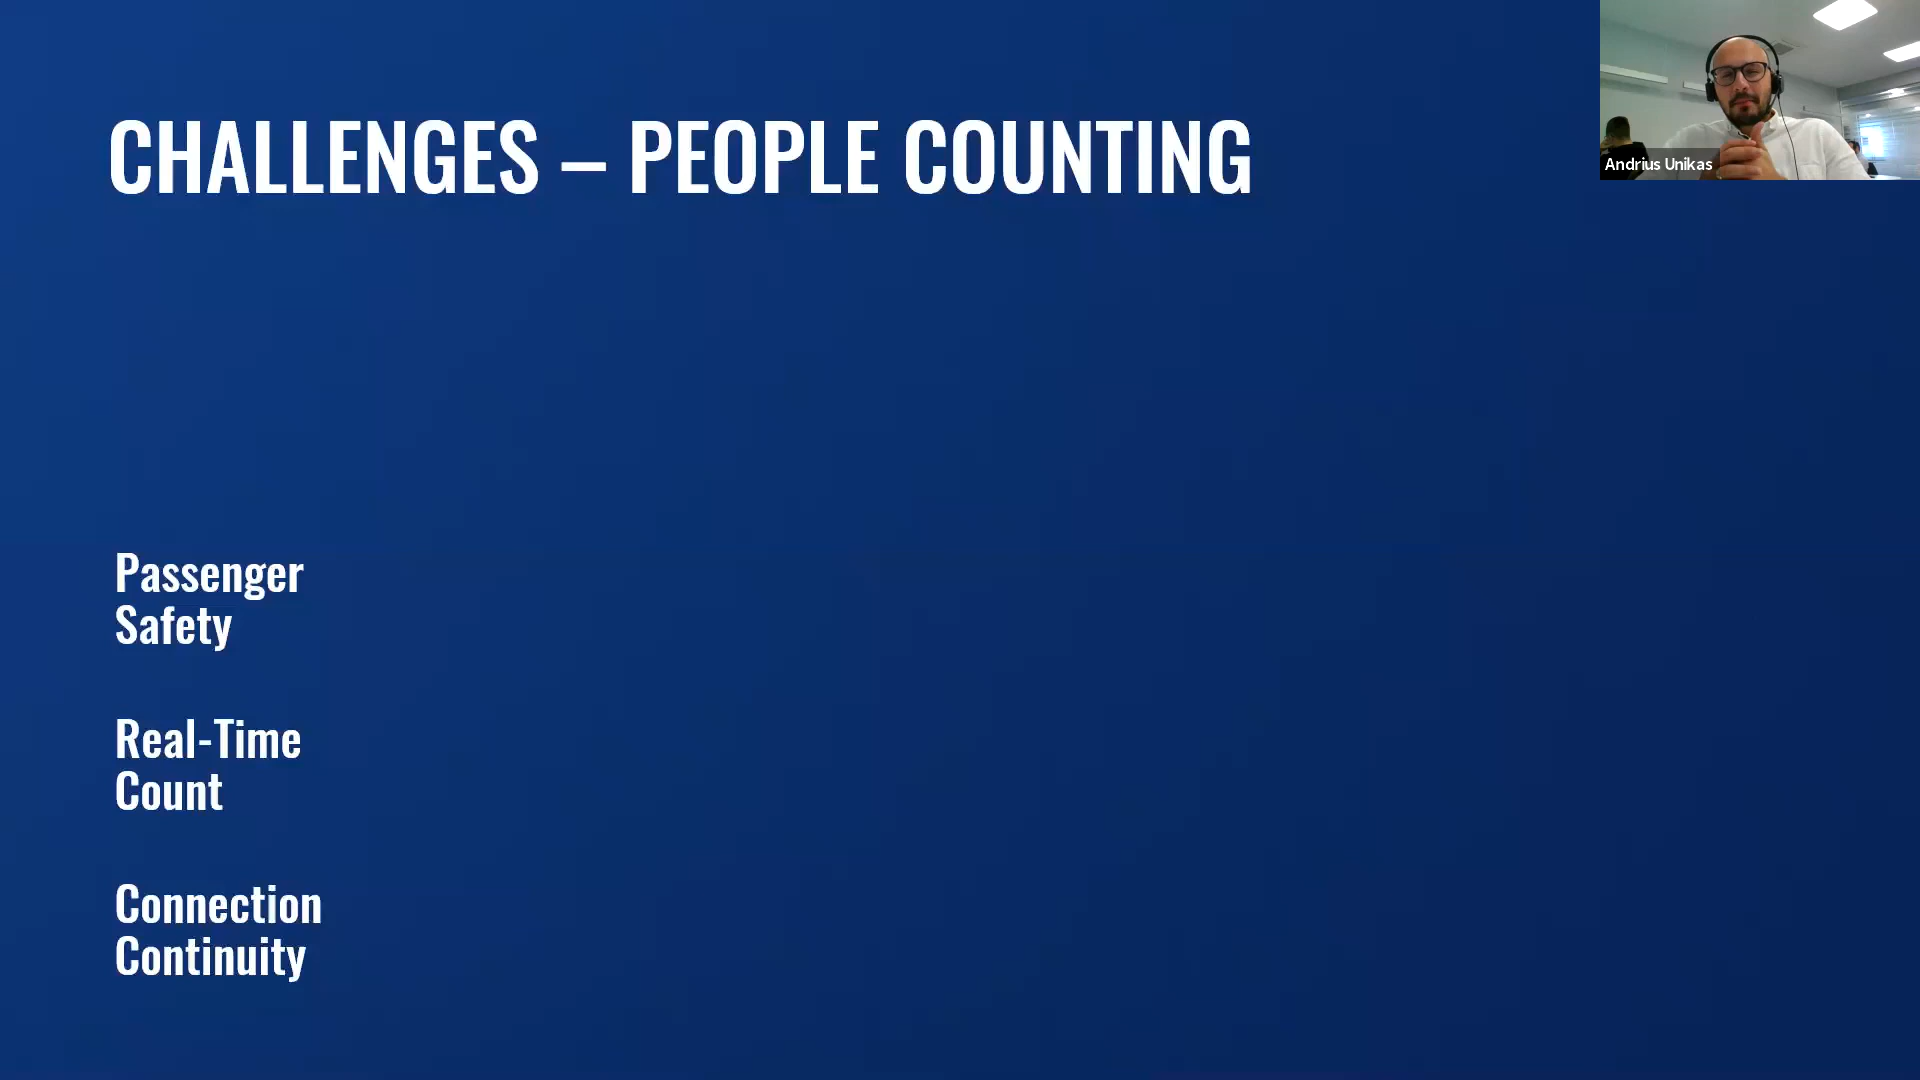 CHALLENGES – PEOPLE COUNTING
Andrius Unikas
Passenger
Safety
Real-Time
Count
Connection
Continuity